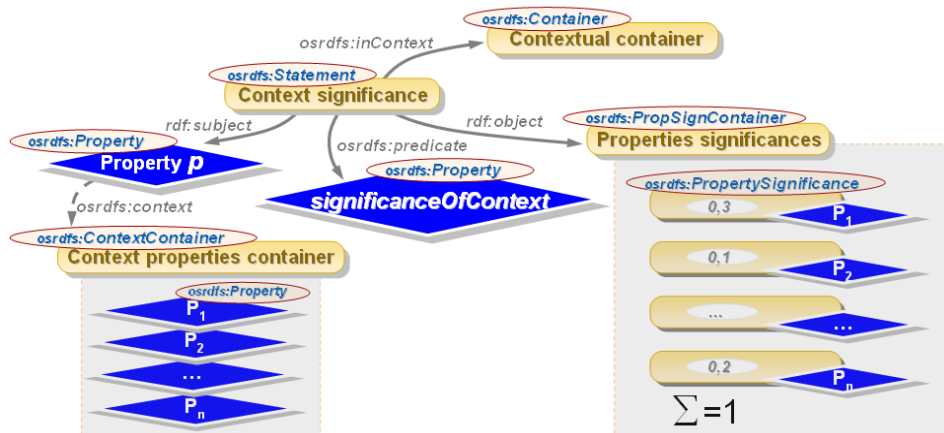 osrdfs:Container
Contextual container
osrdfs:inContext
osrdfs:Statement
Context significance
rdf:subject
rdf:object
osrdfs:predicate
osrdfs:Property
Property p
osrdfs:PropSignContainer
Properties significances
osrdfs:Property
significanceOfContext
osrdfs:context
osrdfs:ContextContainer
Context properties container
osrdfs:Property
P1
P2
...
Pn
osrdfs:PropertySignificance
0,3
P1
0,1
P2
...
...
0,2
Pn
∑=1